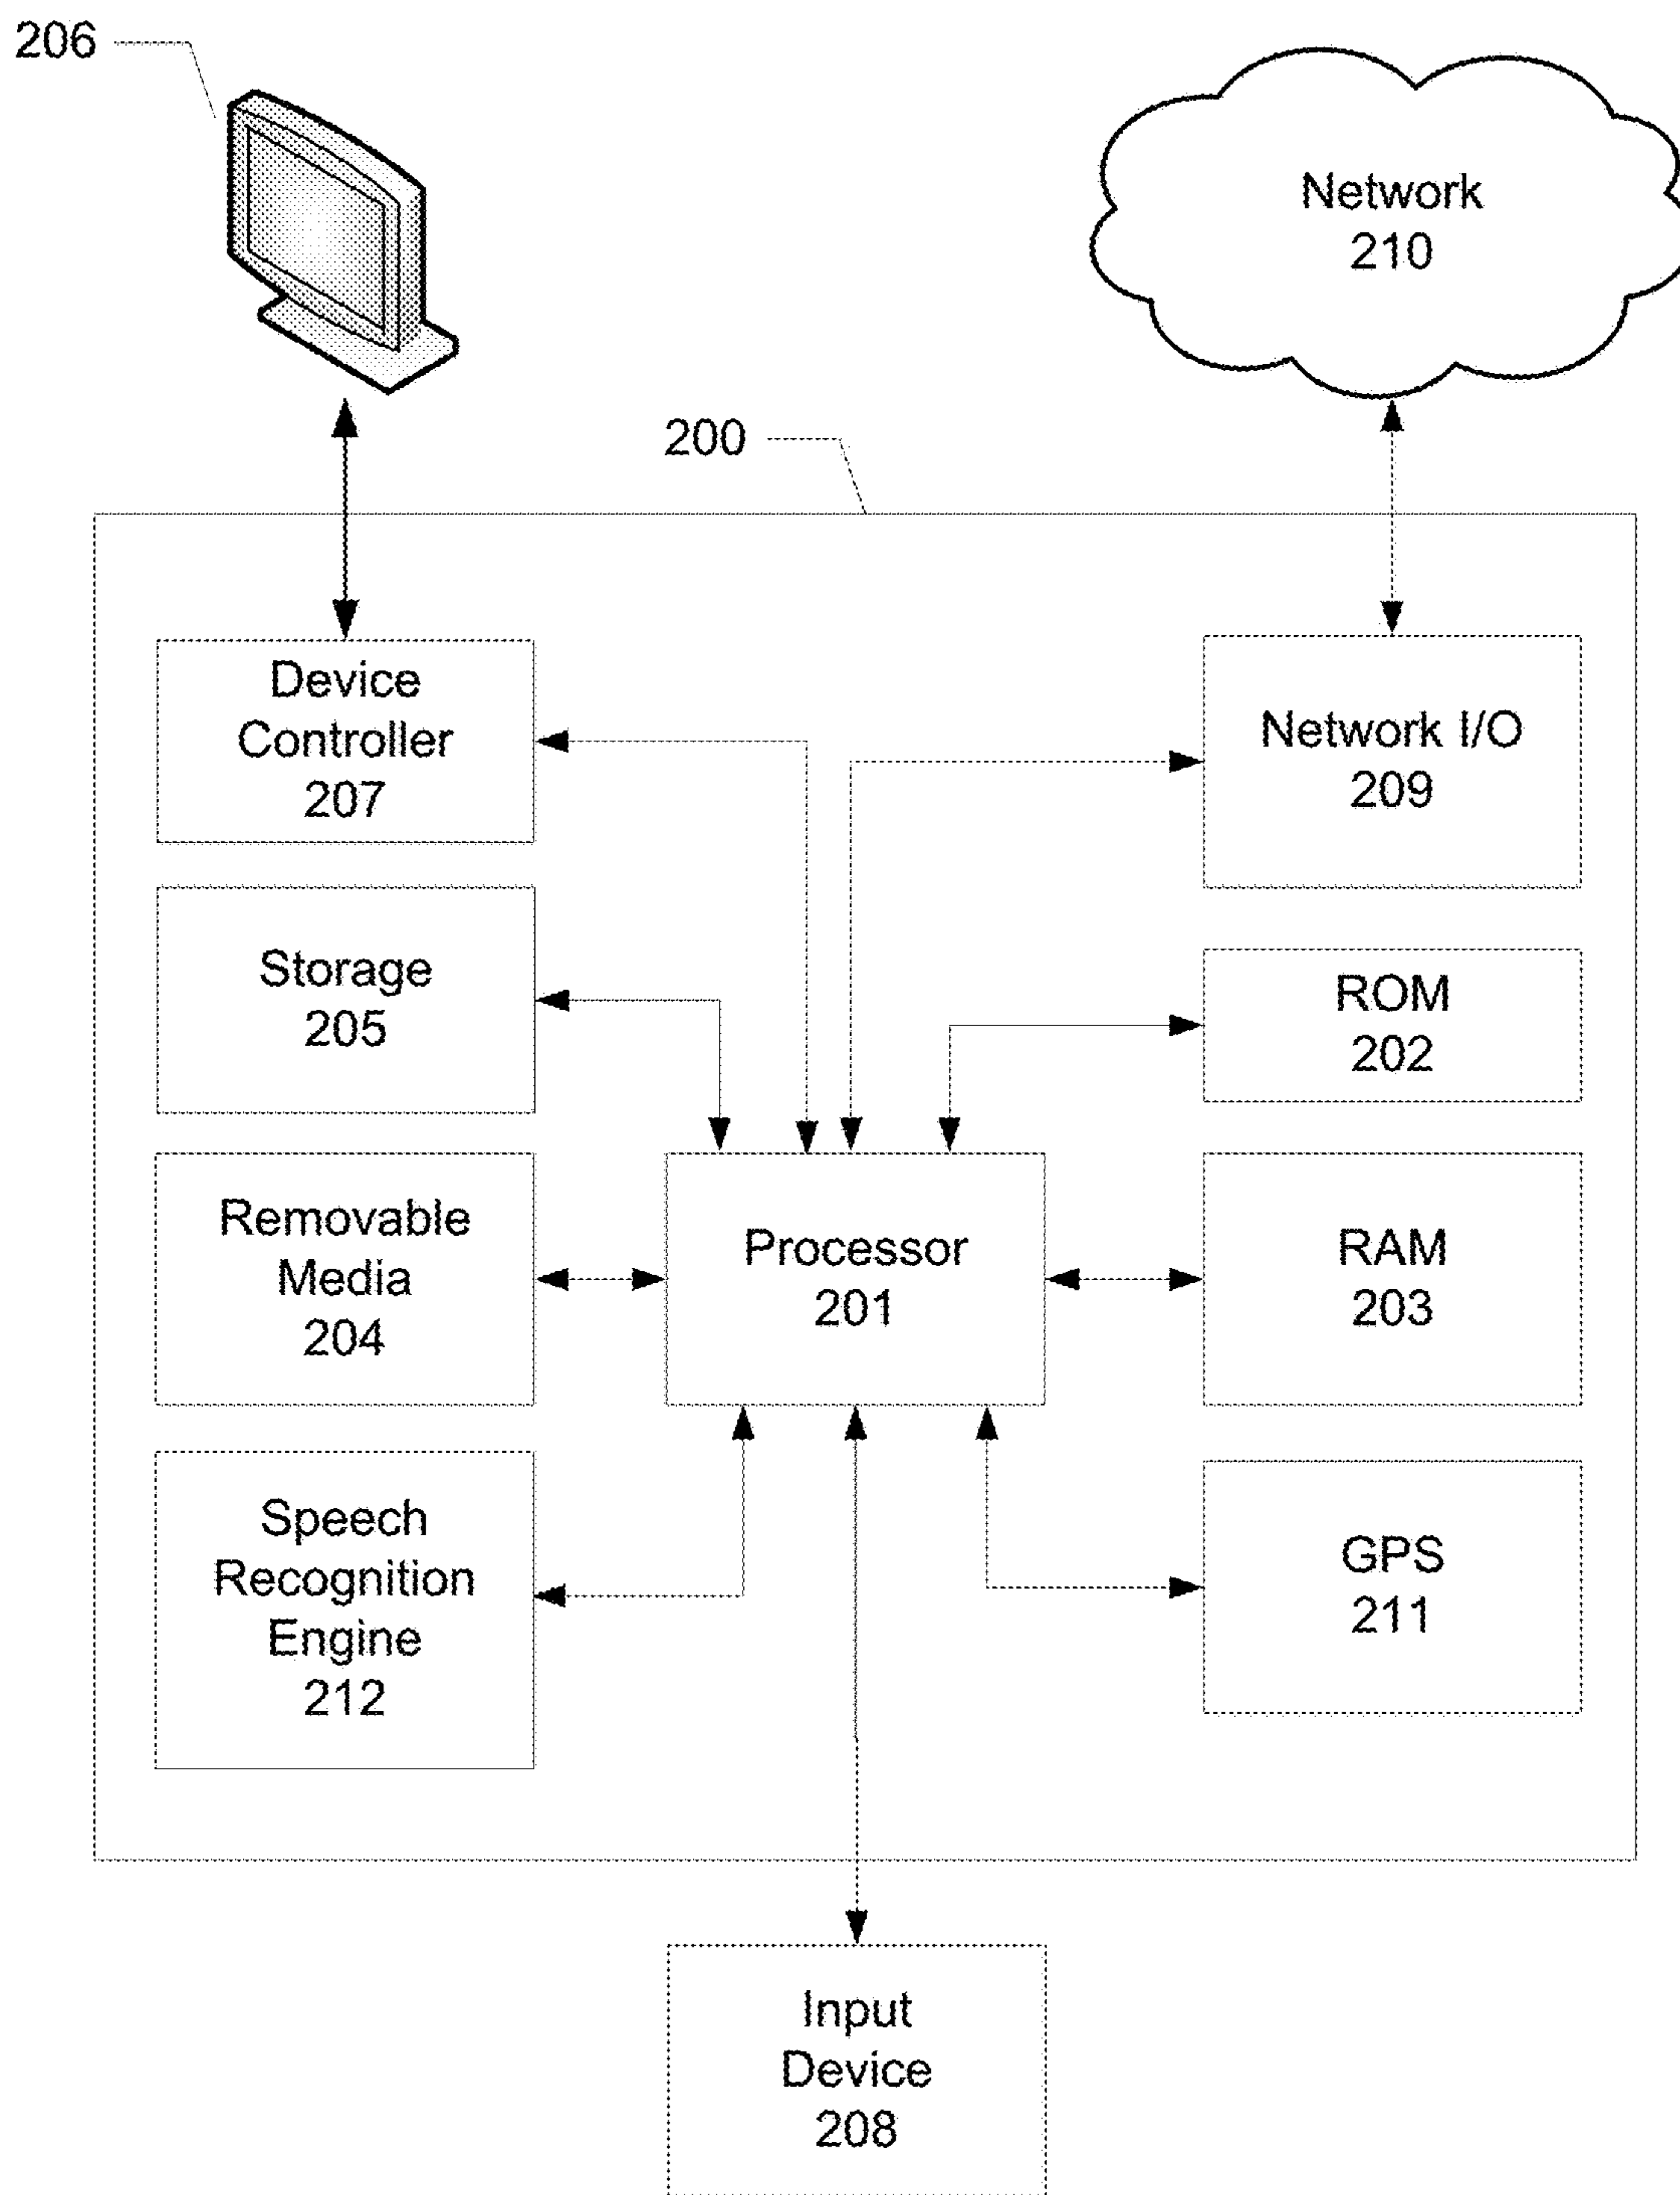 206
Network
210
200
Device
Controller
207
Network I/O
209
Storage
205
ROM
202
Removable
Media
204
Processor
201
RAM
203
Speech
Recognition
Engine
212
GPS
211
Input
Device
208